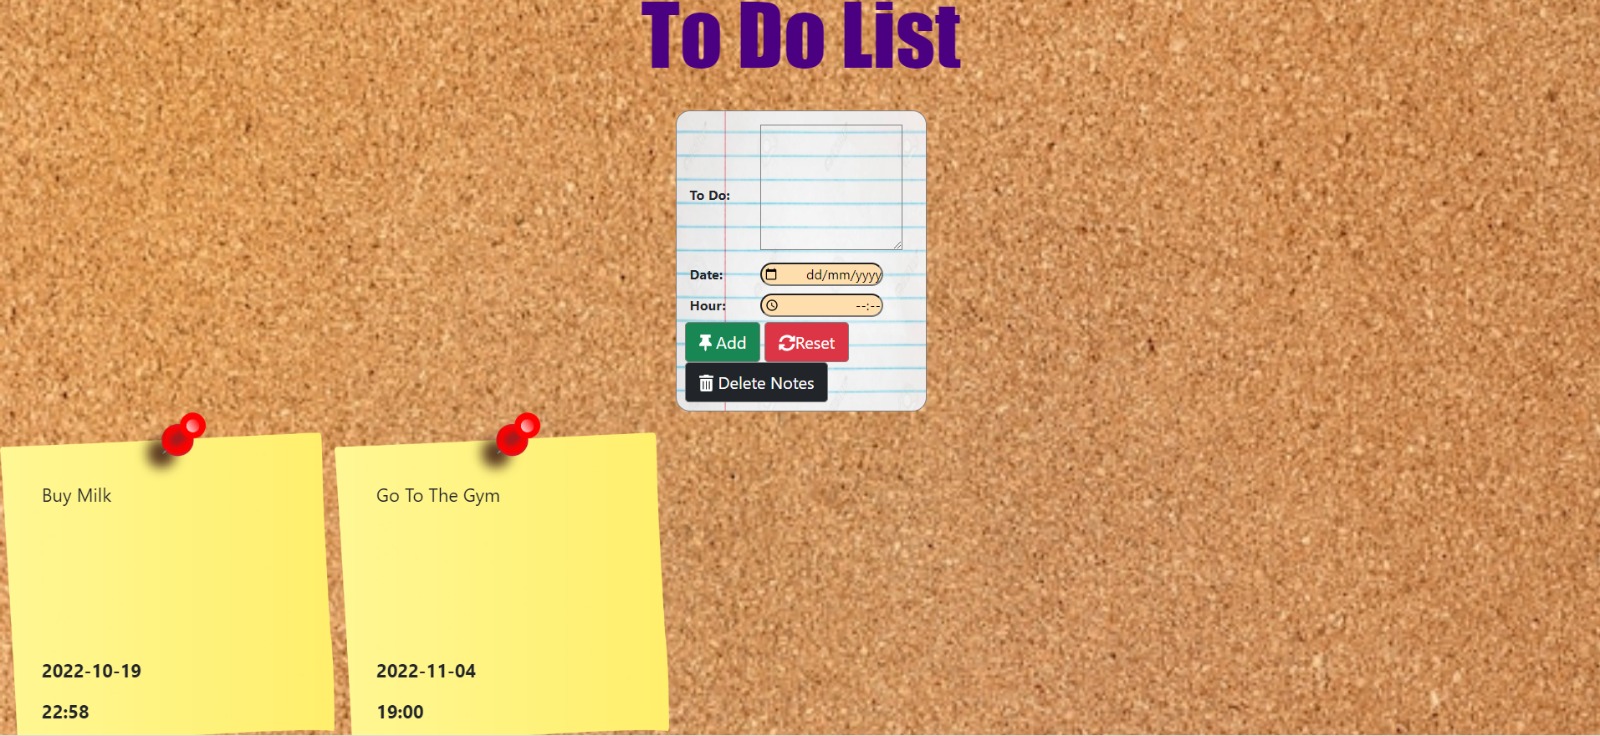 To Do List
To Do:
Date: dd/mm/yyyy
Hour: --:--
Add Reset
Delete Notes
Buy Milk
2022-10-19
22:58
Go To The Gym
2022-11-04
19:00